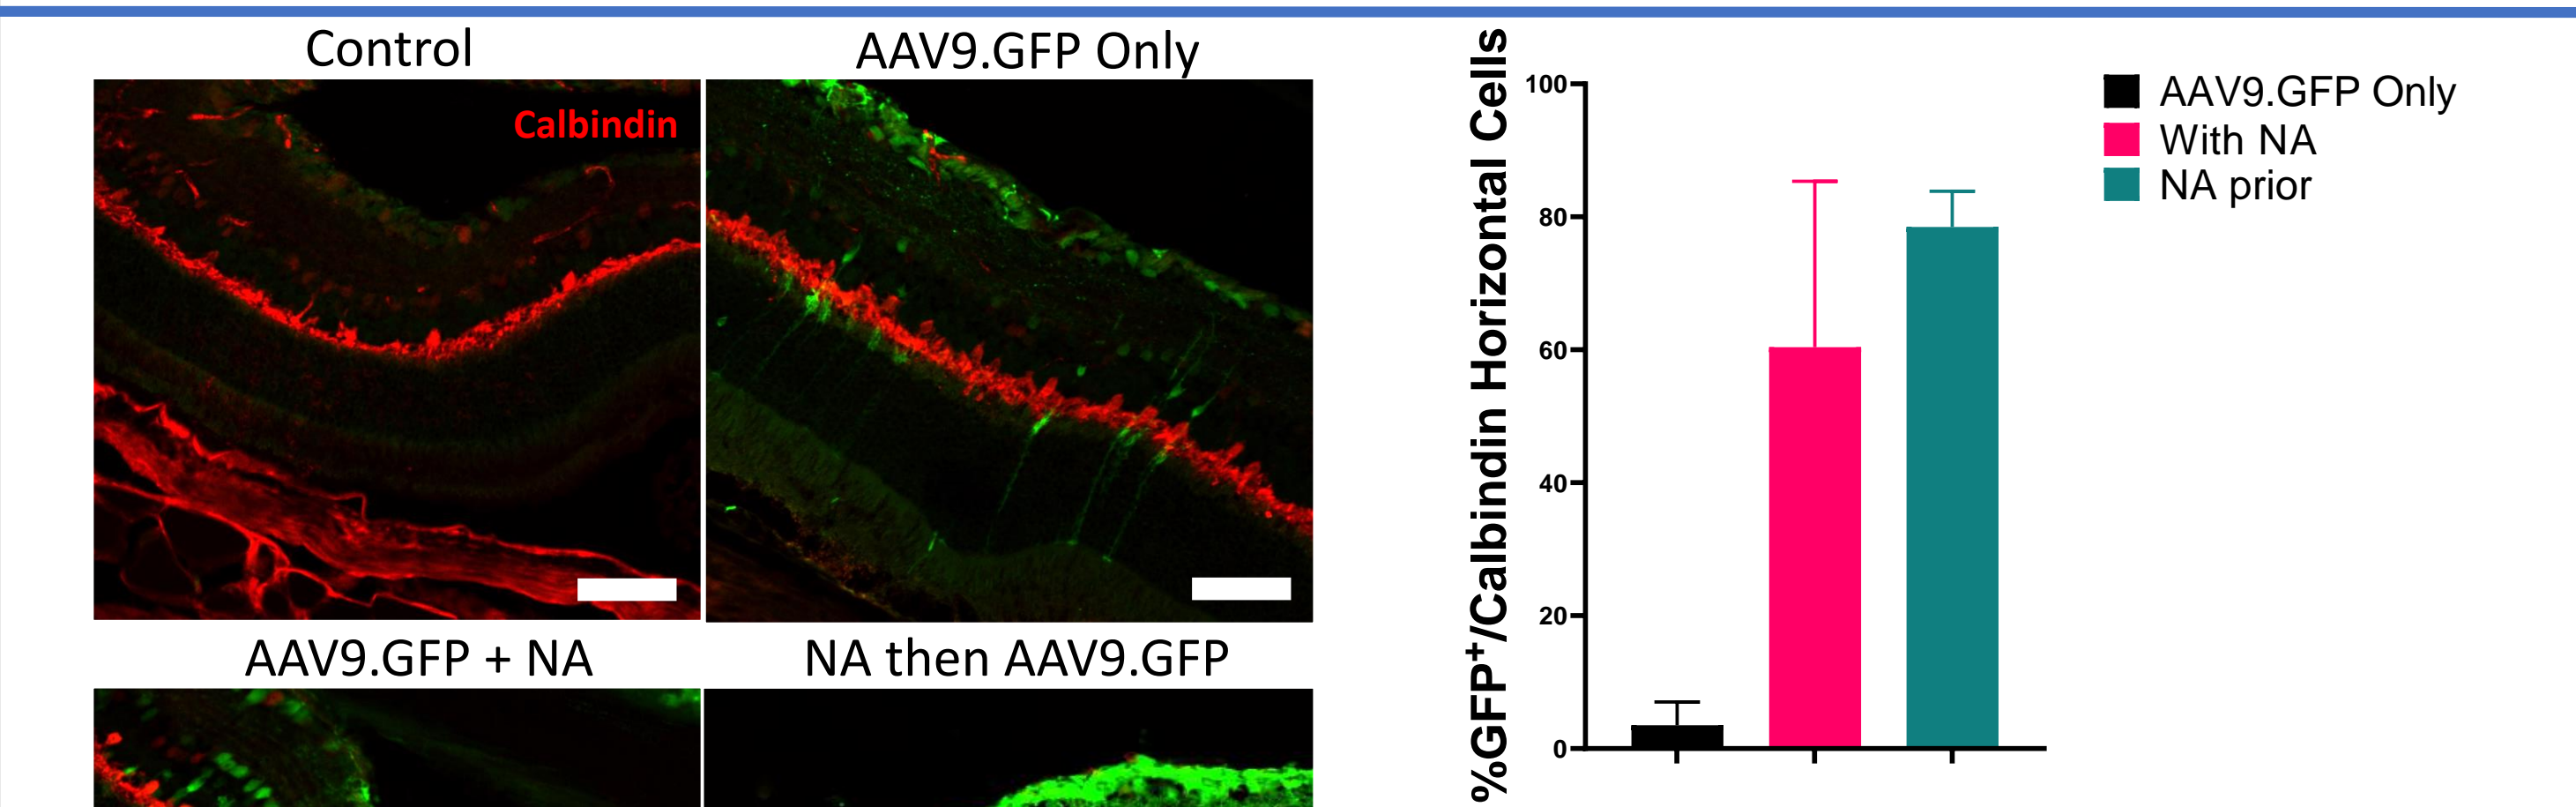 Control
AAV9.GFP Only
Calbindin
AAV9.GFP + NA
NA then AAV9.GFP
%GFP⁺/Calbindin Horizontal Cells
100
80
60
40
20
0
AAV9.GFP Only
With NA
NA prior